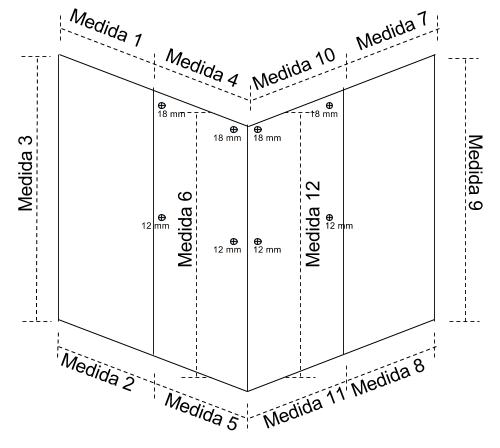 Medida 1
Medida 4
Medida 10
Medida 7
18 mm
18 mm
18 mm
18 mm
Medida 3
Medida 6
Medida 12
Medida 9
12 mm
12 mm
12 mm
12 mm
Medida 2
Medida 5
Medida 11
Medida 8